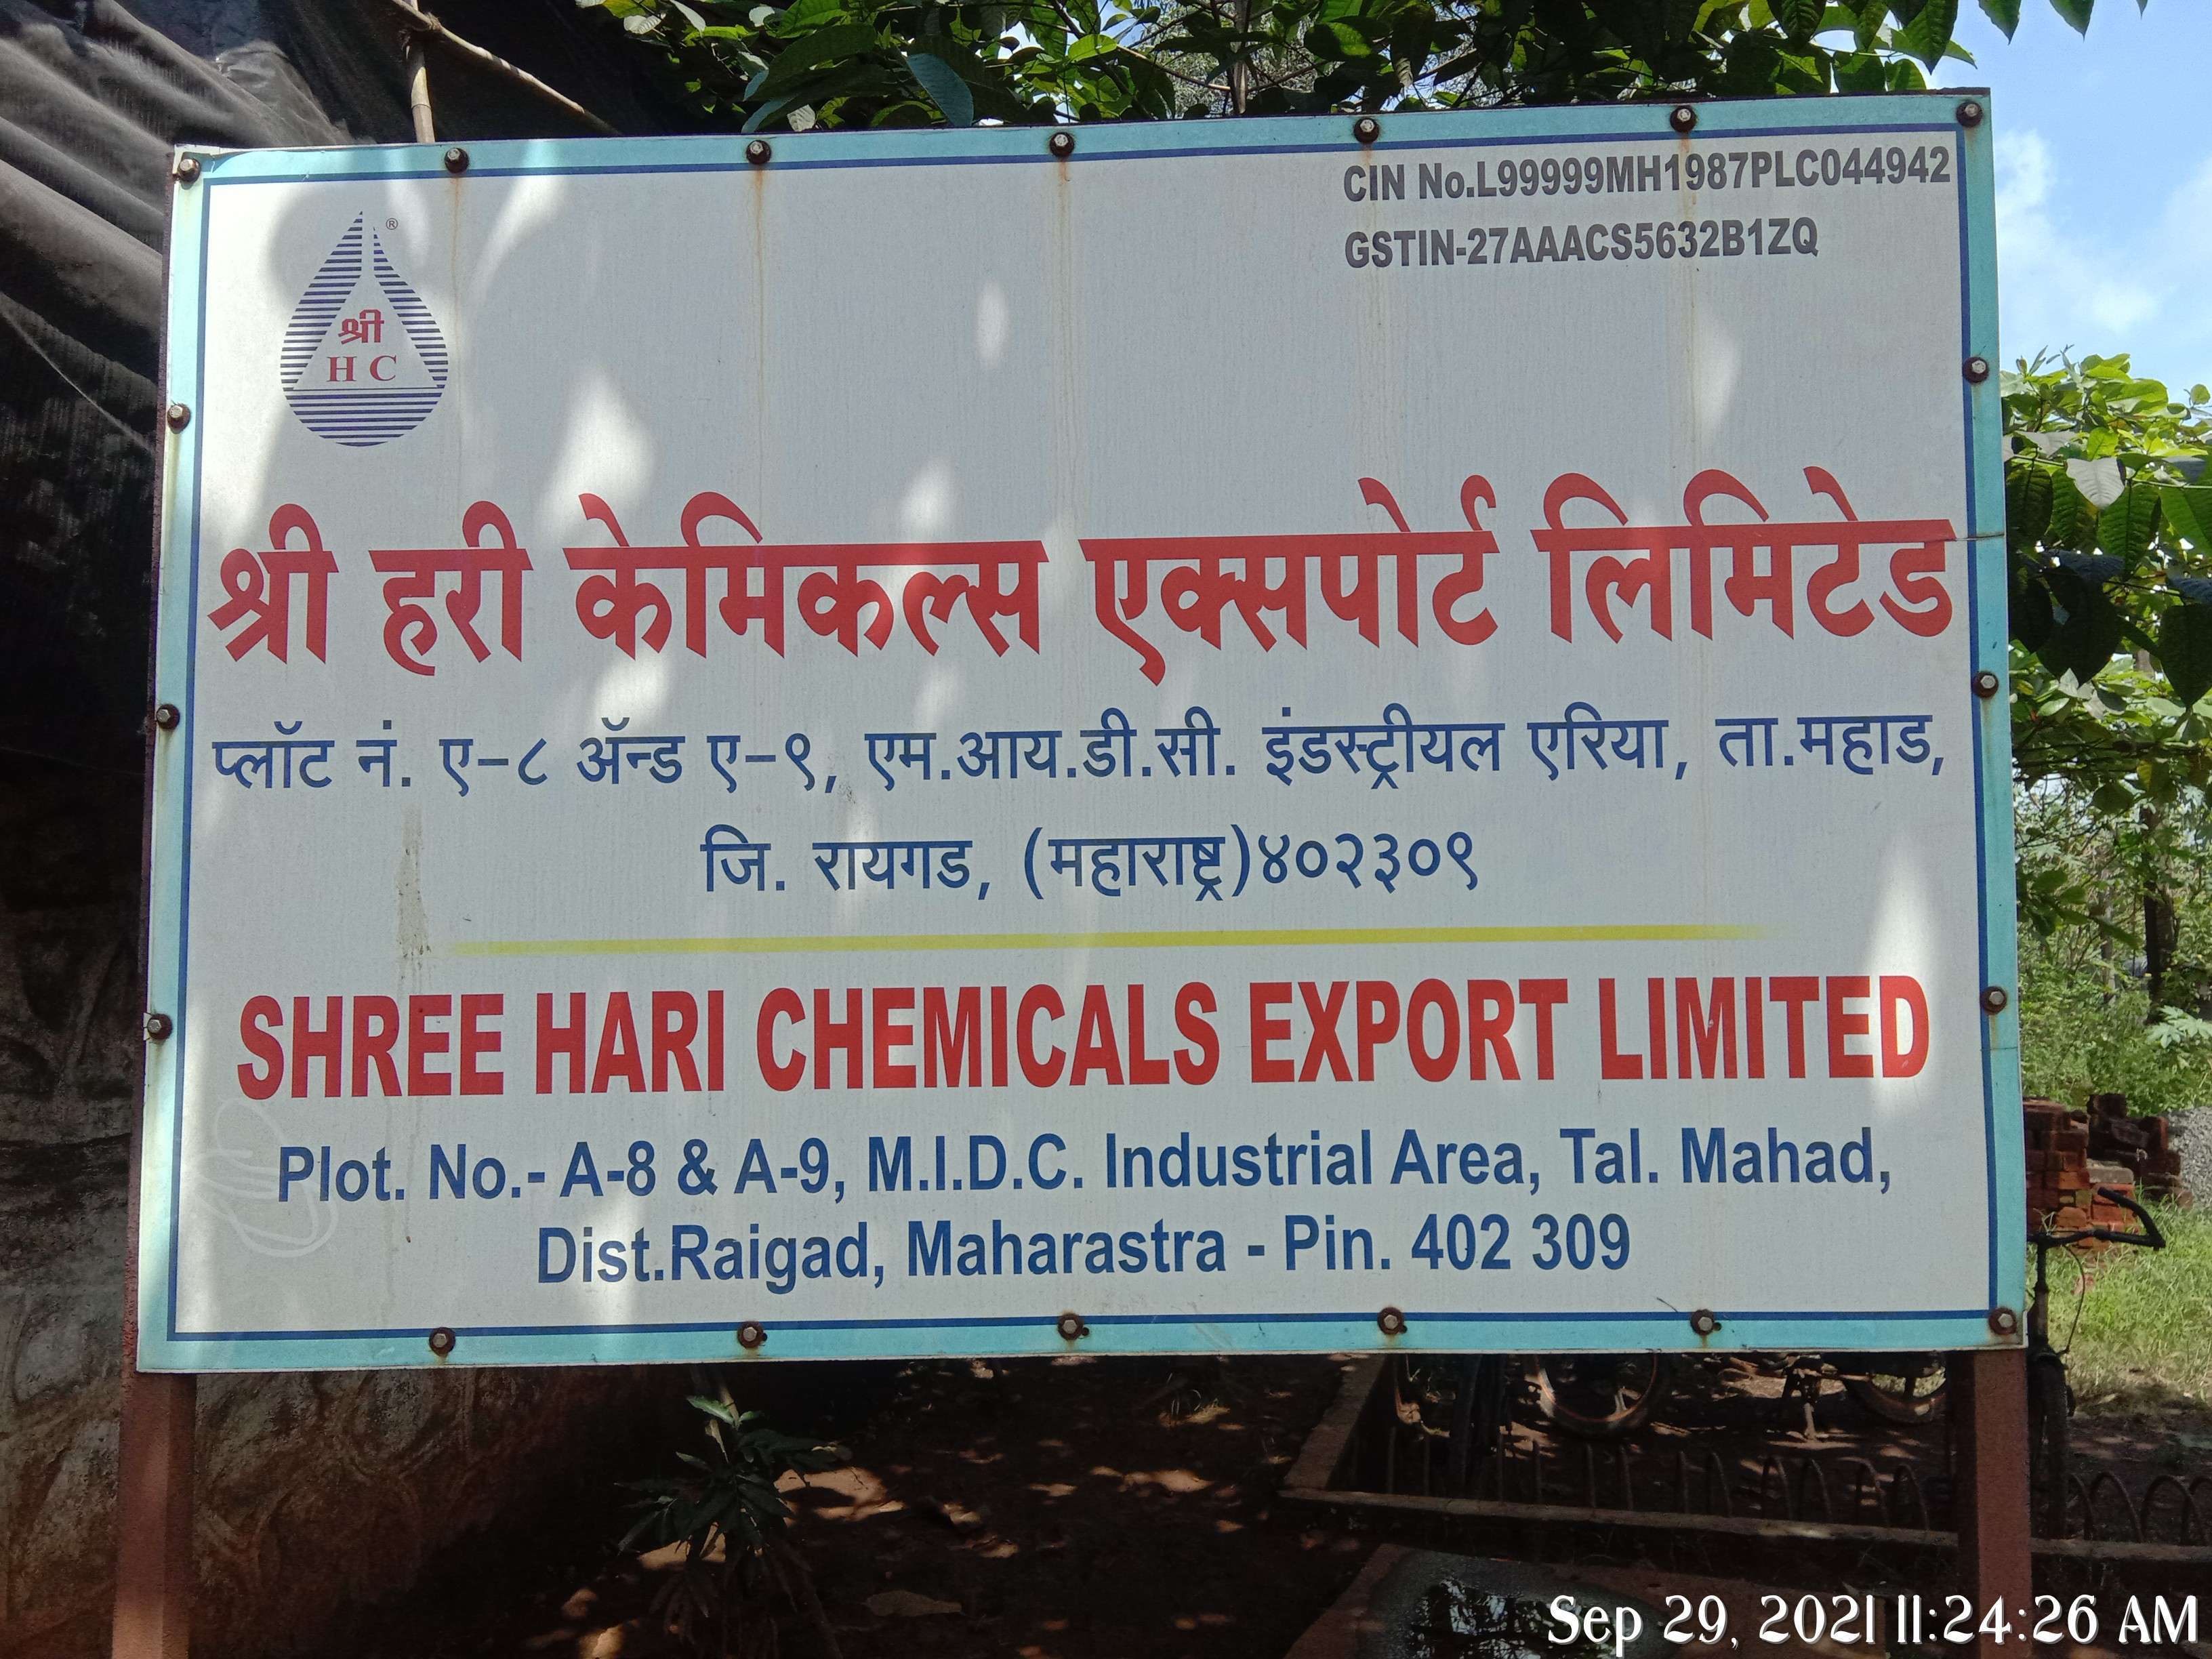 CIN No.L99999MH1987PLC044942
GSTIN-27AAACS5632B1ZQ
®
श्री
H C
श्री हरी केमिकल्स एक्सपोर्ट लिमिटेड
प्लॉट नं. ए-८ ॲन्ड ए-९, एम.आय.डी.सी. इंडस्ट्रीयल एरिया, ता.महाड,
जि. रायगड, (महाराष्ट्र)४०२३०९
SHREE HARI CHEMICALS EXPORT LIMITED
Plot. No.- A-8 & A-9, M.I.D.C. Industrial Area, Tal. Mahad,
Dist.Raigad, Maharastra - Pin. 402 309
Sep 29, 2021 11:24:26 AM